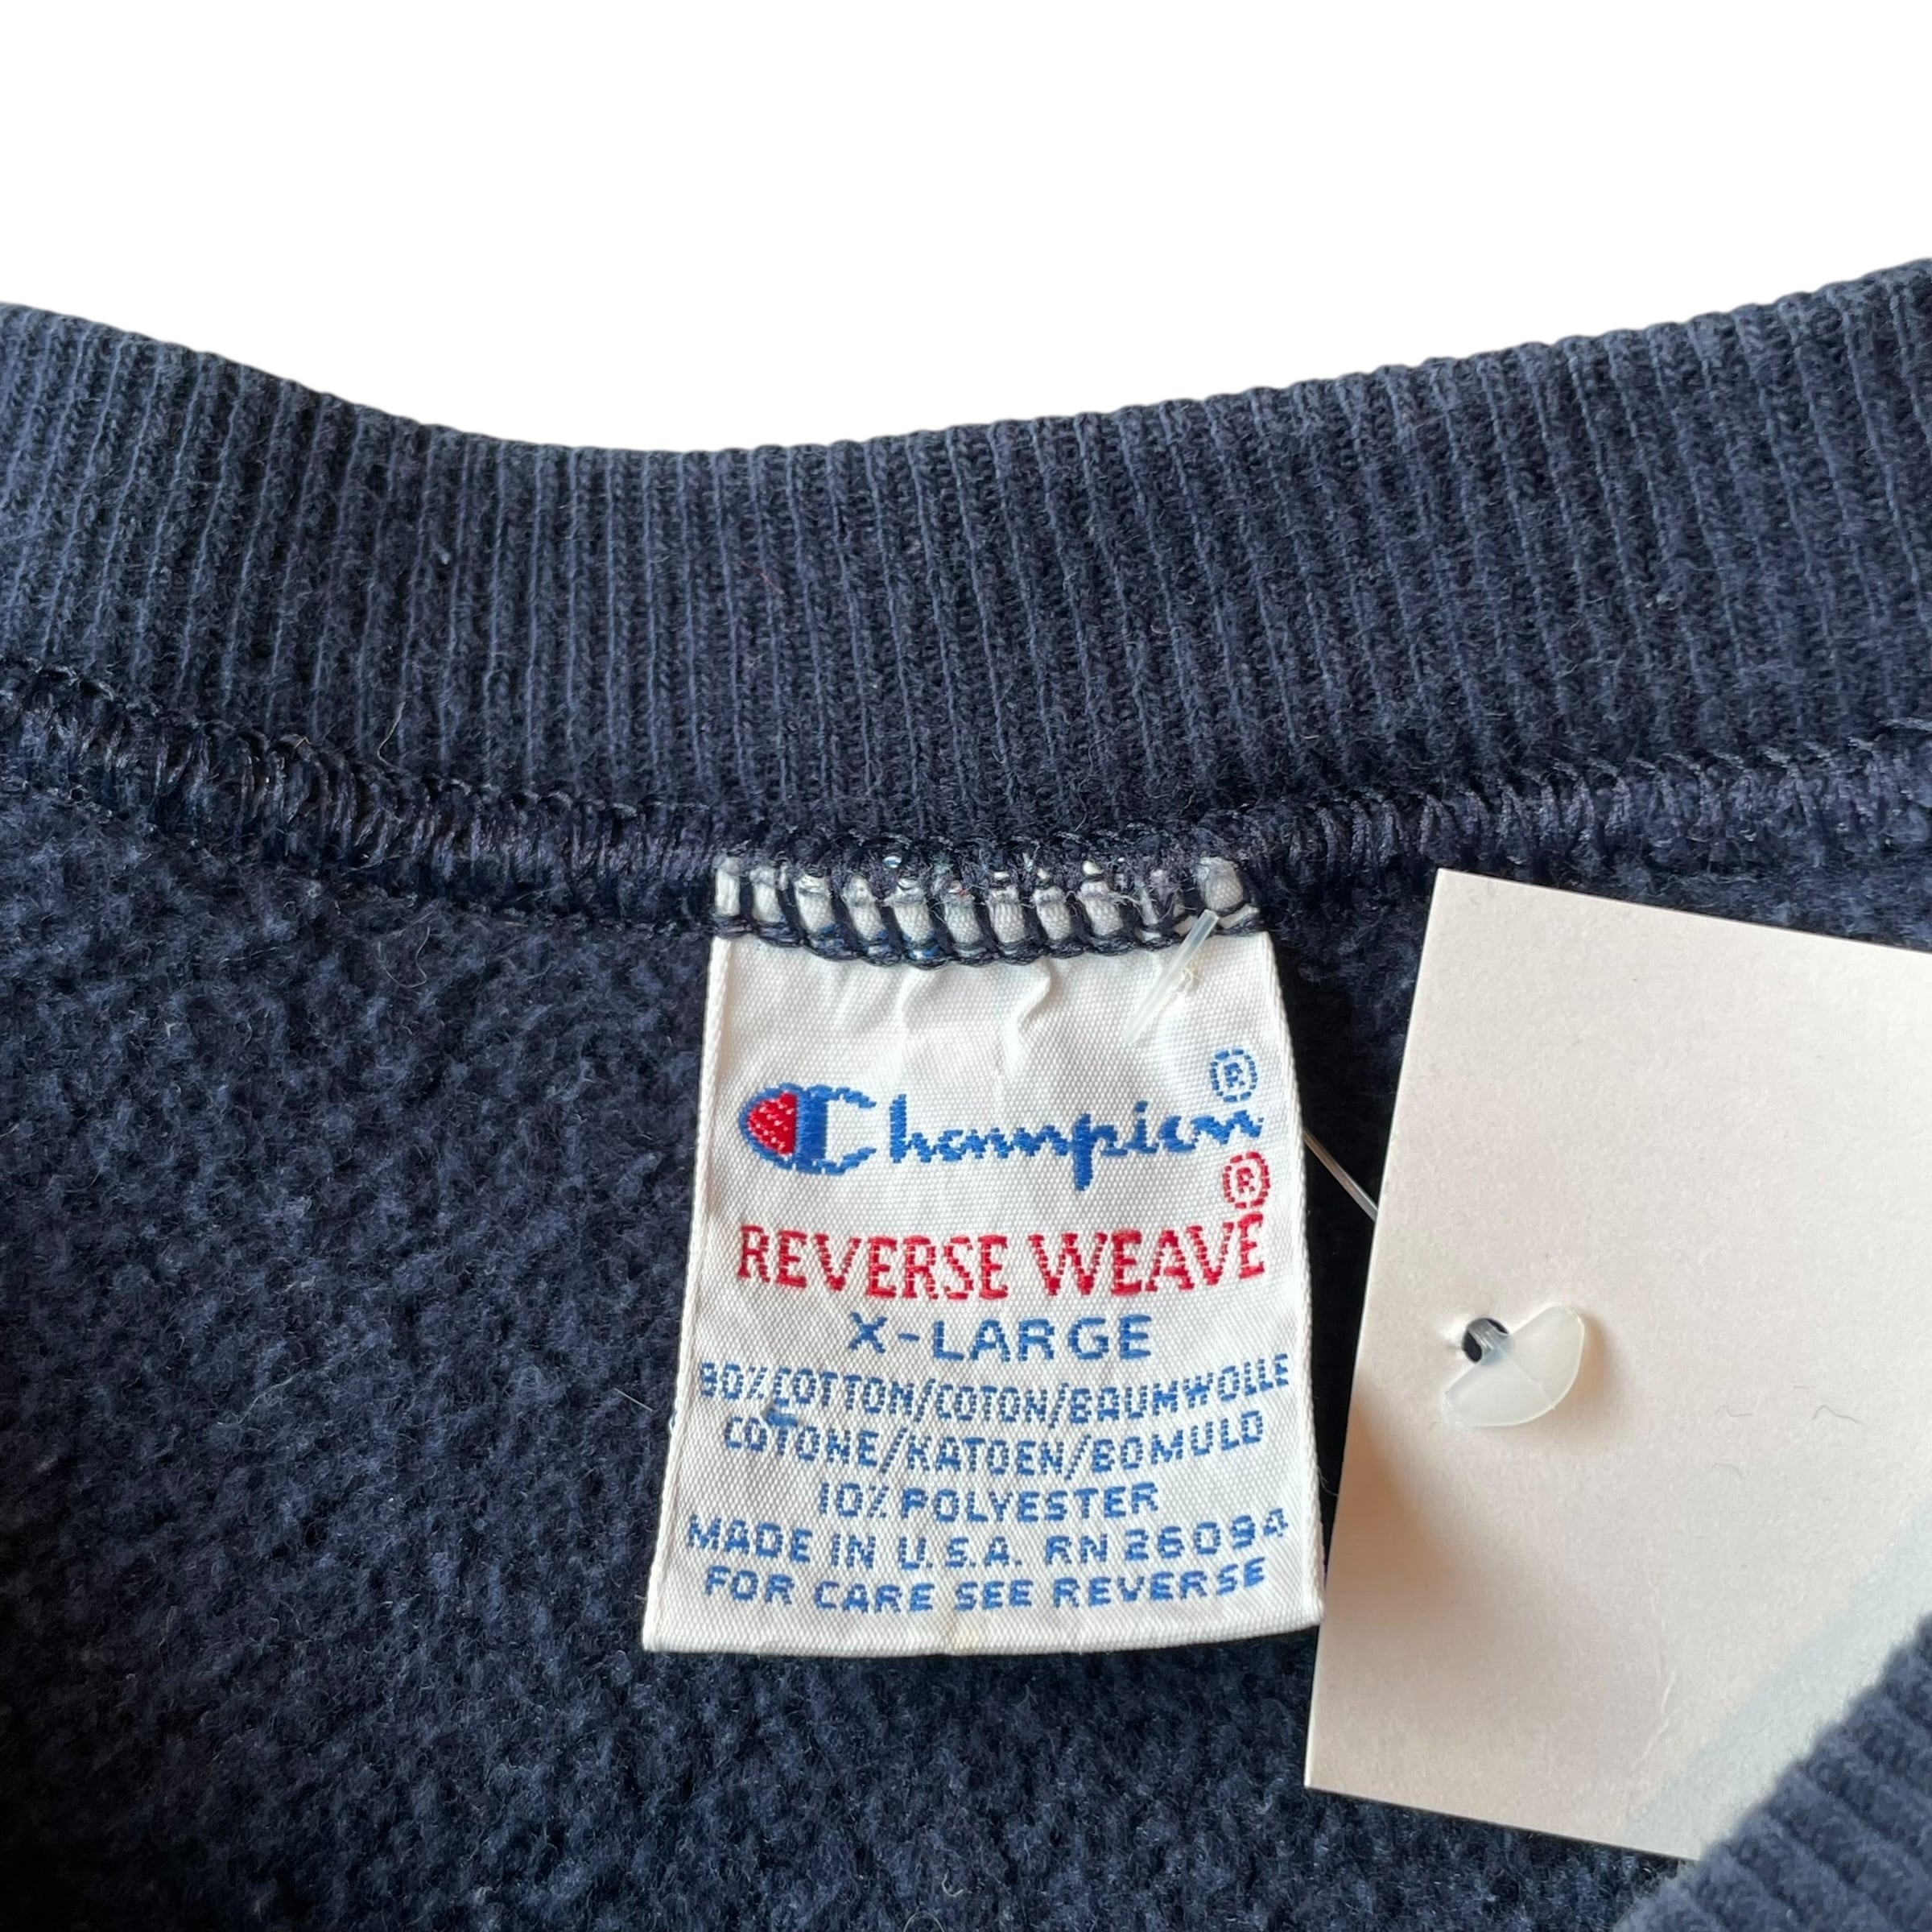 Champion®
REVERSE WEAVE®
X-LARGE
90% COTTON/COTON/BAUMWOLLE
COTONE/KATOEN/BOMULD
10% POLYESTER
MADE IN U.S.A. RN 26094
FOR CARE SEE REVERSE